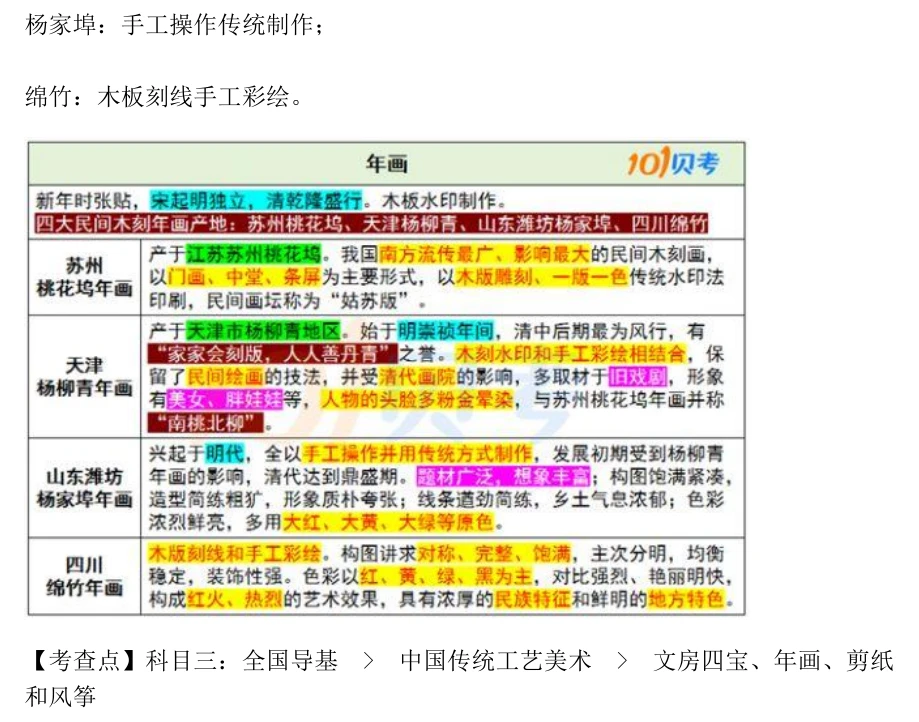 杨家埠：手工操作传统制作；
绵竹：木板刻线手工彩绘。
年画
101贝考
新年时张贴，宋起明独立，清乾隆盛行。木板水印制作。
四大民间木刻年画产地：苏州桃花坞、天津杨柳青、山东潍坊杨家埠、四川绵竹
苏州
桃花坞年画
产于江苏苏州桃花坞。我国南方流传最广、影响最大的民间木刻画，
以门画、中堂、条屏为主要形式，以木版雕刻、一版一色传统水印法
印刷，民间画坛称为“姑苏版”。
天津
杨柳青年画
产于天津市杨柳青地区。始于明崇祯年间，清中后期最为风行，有
“家家会刻版，人人善丹青”之誉。木刻水印和手工彩绘相结合，保
留了民间绘画的技法，并受清代画院的影响，多取材于旧戏剧，形象
有美女、胖娃娃等，人物的头脸多粉金晕染，与苏州桃花坞年画并称
“南桃北柳”。
山东潍坊
杨家埠年画
兴起于明代，全以手工操作并用传统方式制作，发展初期受到杨柳青
年画的影响，清代达到鼎盛期。题材广泛，想象丰富；构图饱满紧凑，
造型简练粗犷，形象质朴夸张；线条遒劲简练，乡土气息浓郁；色彩
浓烈鲜亮，多用大红、大黄、大绿等原色。
四川
绵竹年画
木版刻线和手工彩绘。构图讲求对称、完整、饱满，主次分明，均衡
稳定，装饰性强。色彩以红、黄、绿、黑为主，对比强烈、艳丽明快，
构成红火、热烈的艺术效果，具有浓厚的民族特征和鲜明的地方特色。
【考查点】科目三：全国导基 > 中国传统工艺美术 > 文房四宝、年画、剪纸
和风筝